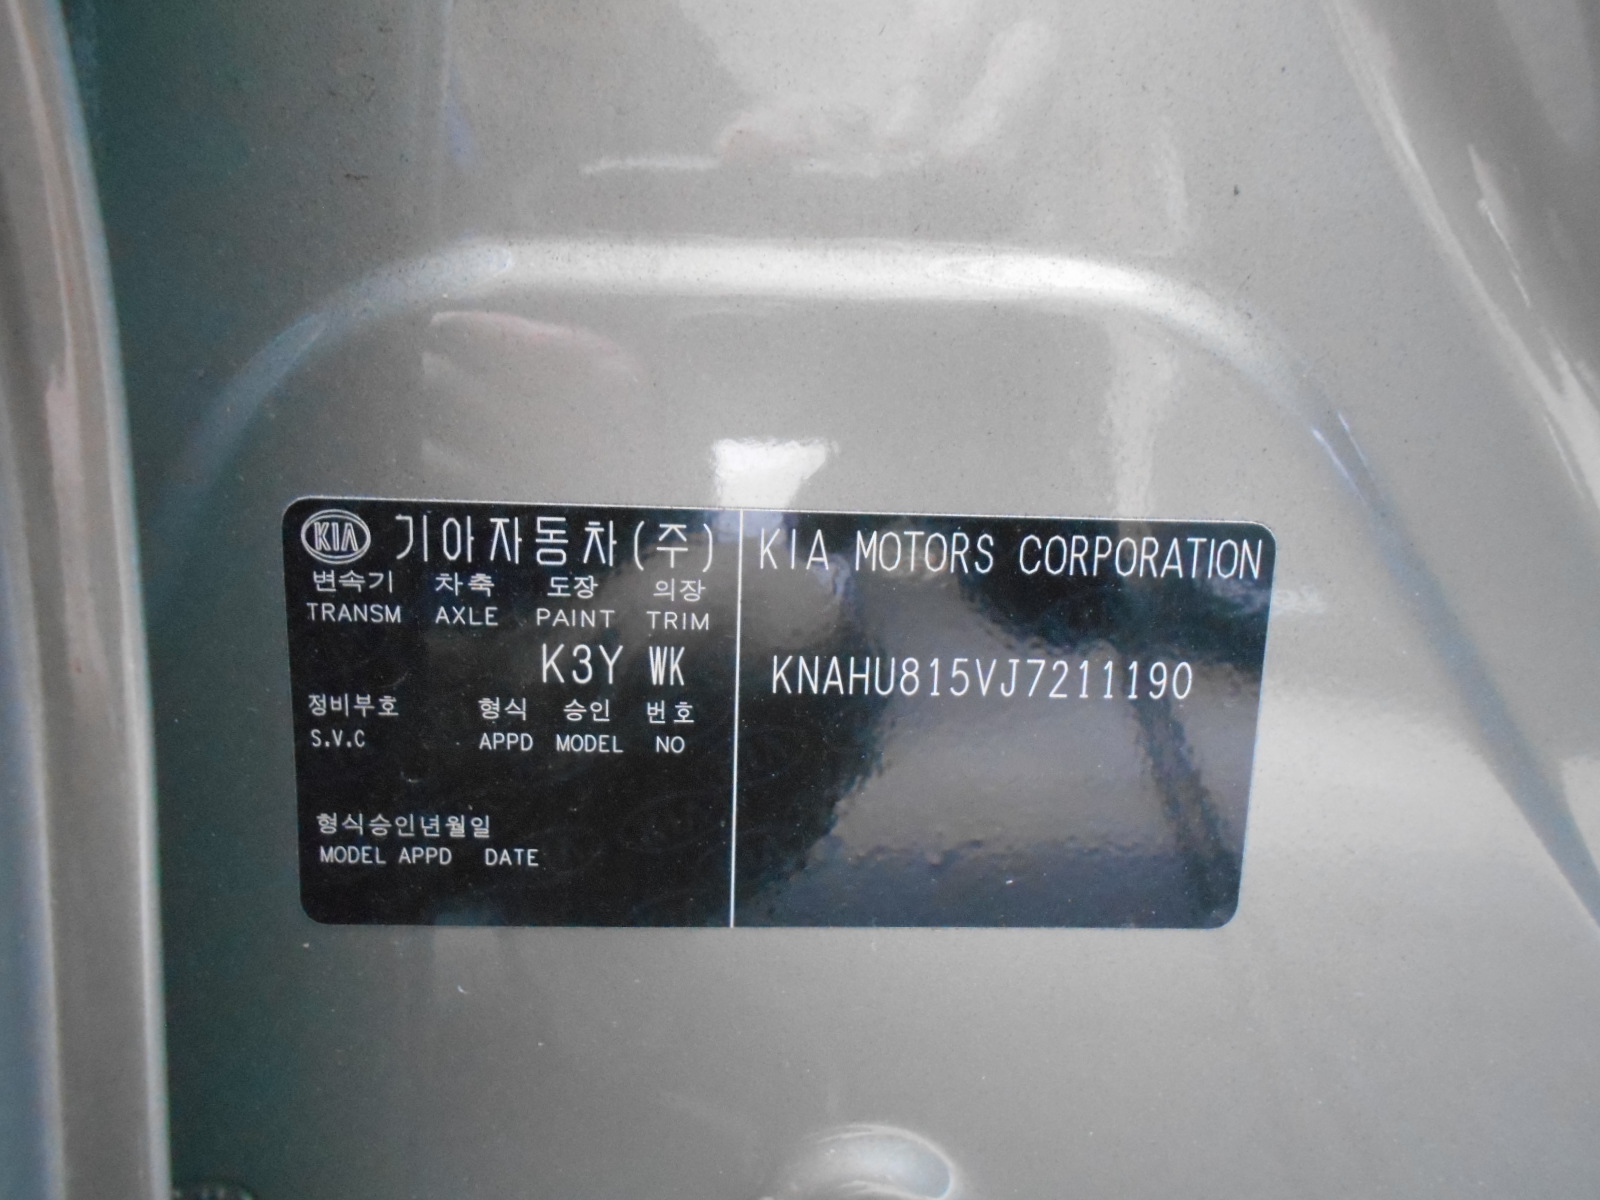 KIA 기아자동차(주)
변속기 차축 도장 의장
TRANSM AXLE PAINT TRIM
K3Y WK
정비부호 형식 승인 번호
S.V.C APPD MODEL NO
형식승인년월일
MODEL APPD DATE
KIA MOTORS CORPORATION
KNAHU815VJ7211190